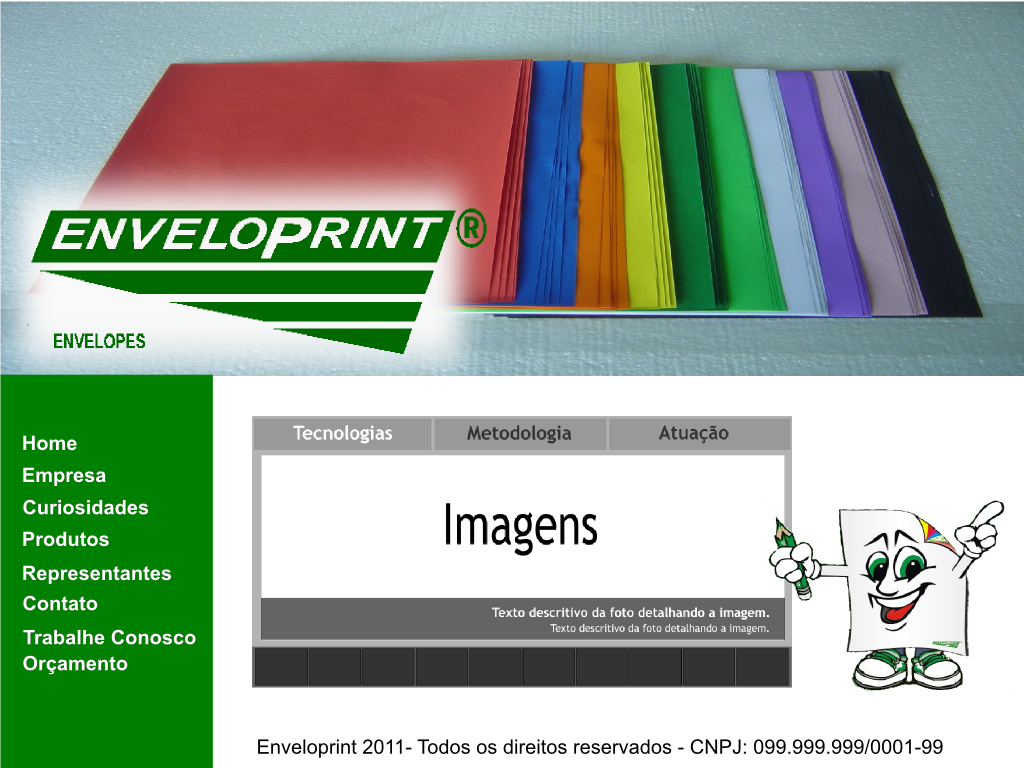 ENVELOPRINT®
ENVELOPES
Home
Empresa
Curiosidades
Produtos
Representantes
Contato
Trabalhe Conosco
Orçamento
Tecnologias Metodologia Atuação
Imagens
Texto descritivo da foto detalhando a imagem.
Texto descritivo da foto detalhando a imagem.
Enveloprint 2011- Todos os direitos reservados - CNPJ: 099.999.999/0001-99